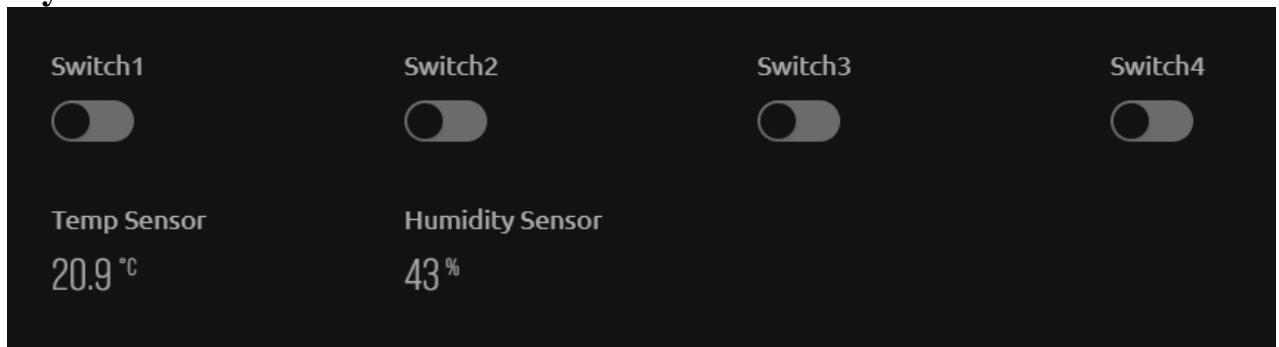 Switch1 Switch2 Switch3 Switch4
Temp Sensor Humidity Sensor
20.9 °C 43 %